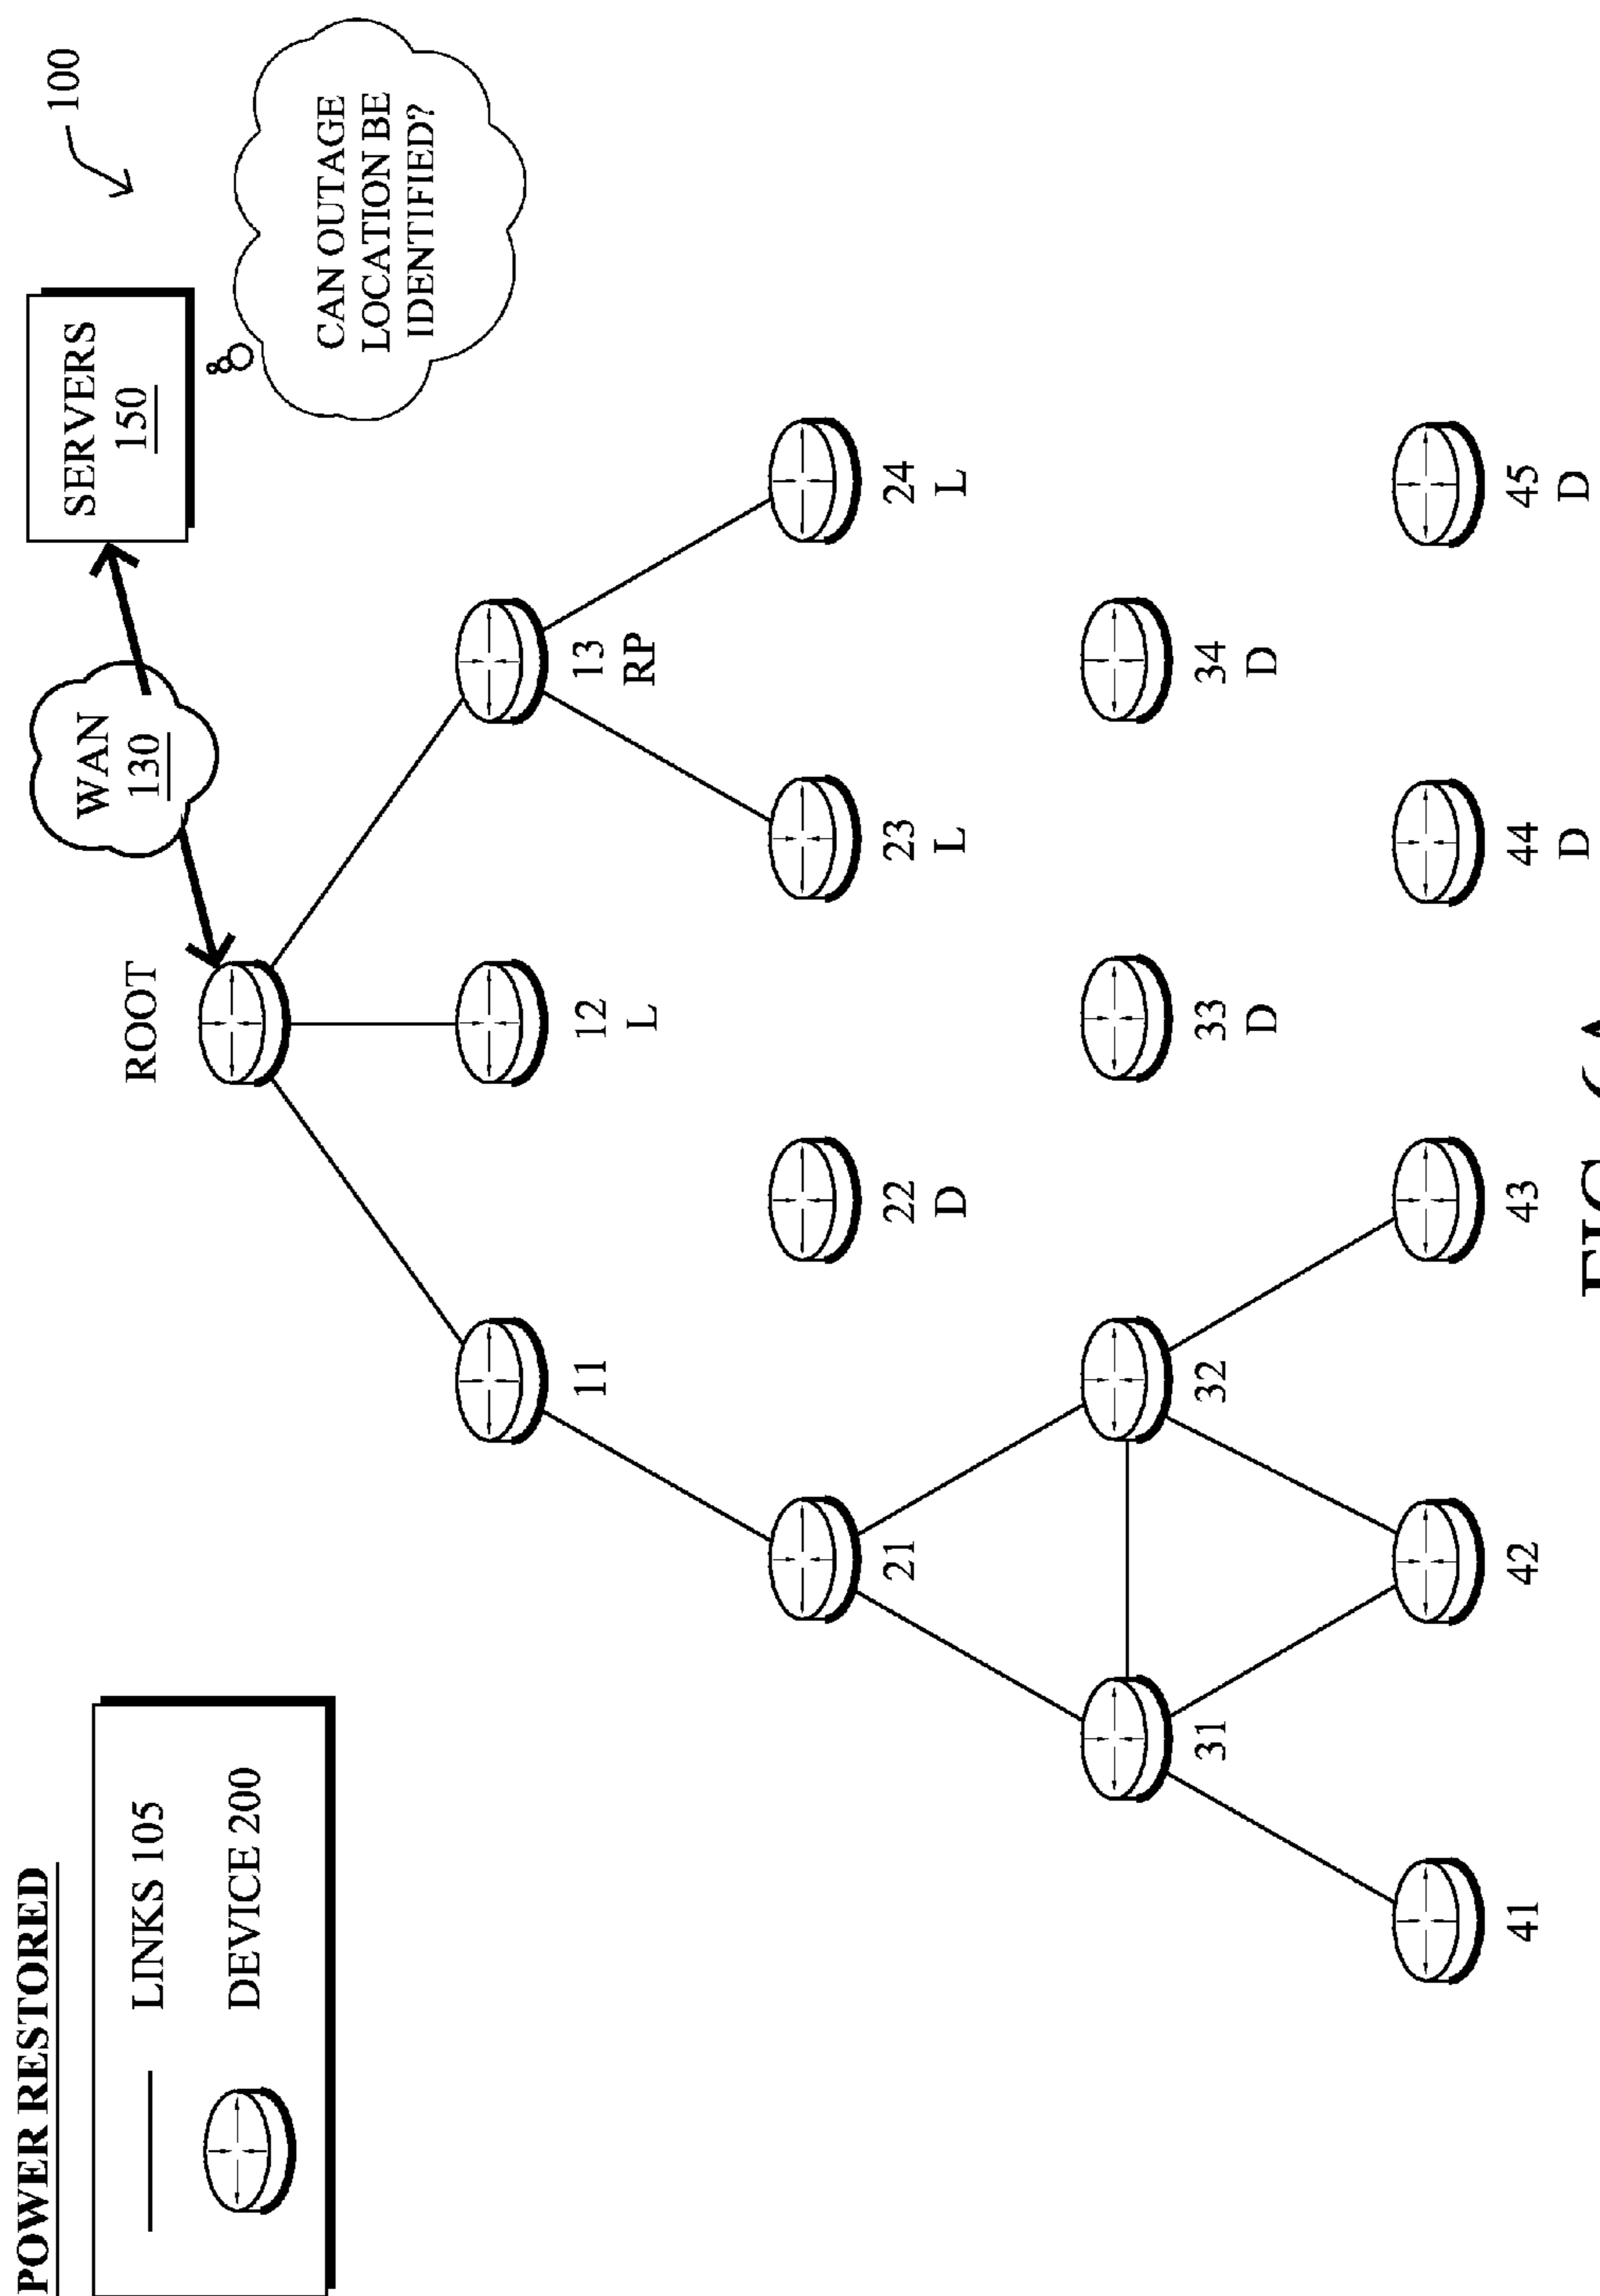 POWER RESTORED
LINKS 105
DEVICE 200
WAN
130
SERVERS
150
100
CAN OUTAGE
LOCATION BE
IDENTIFIED?
ROOT
11
12
L
13
RP
21
22
D
23
L
24
L
31
32
33
D
34
D
41
42
43
44
D
45
D